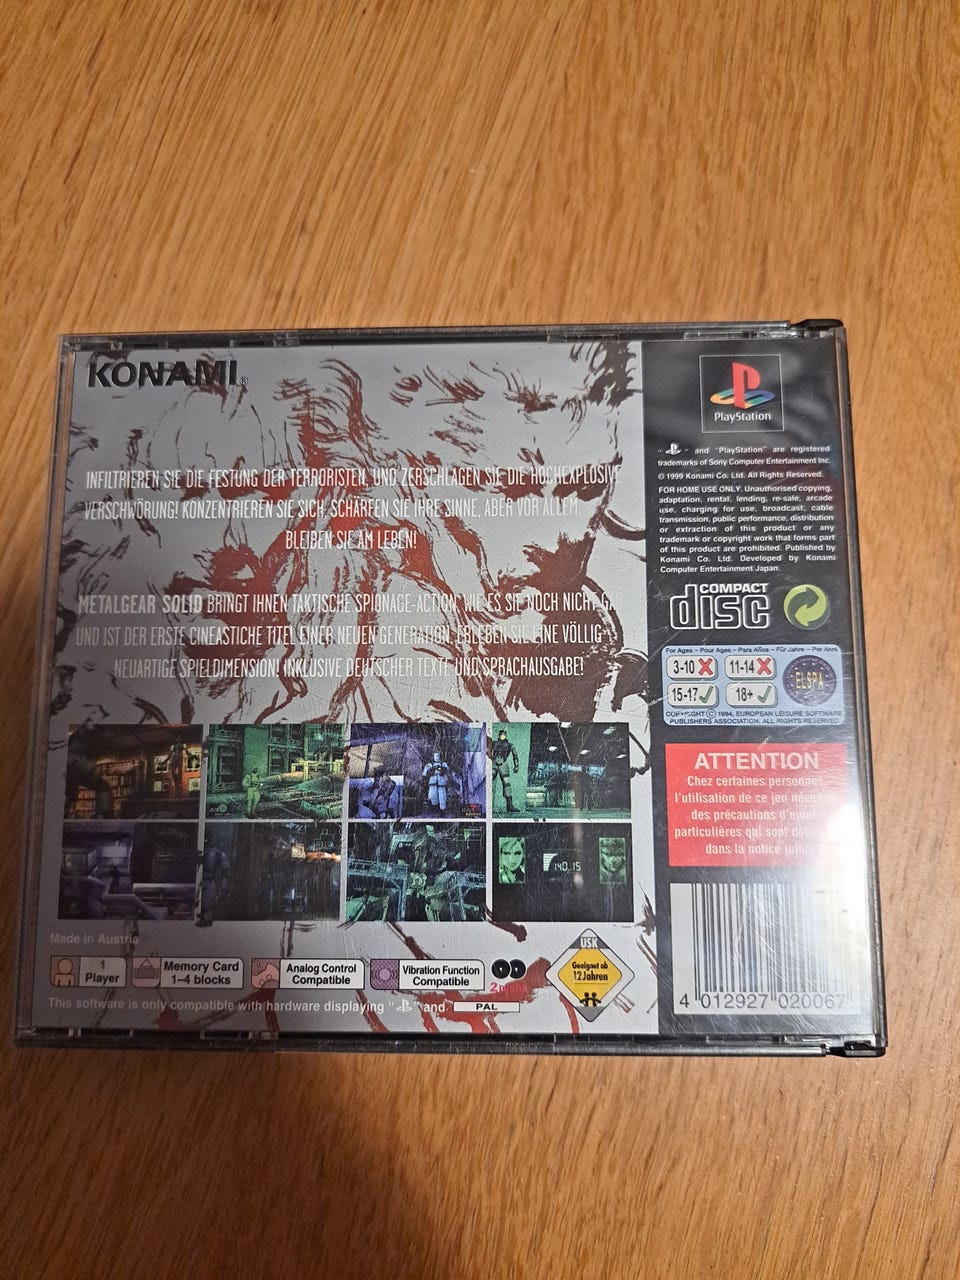 KONAMI®
INFILTRIEREN SIE DIE FESTUNG DER TERRORISTEN, UND ZERSCHLAGEN SIE DIE HOCHEXPLOSIVE
VERSCHWÖRUNG! KONZENTRIEREN SIE SICH, SCHÄRFEN SIE IHRE SINNE, ABER VOR ALLEM:
BLEIBEN SIE AM LEBEN!
METALGEAR SOLID BRINGT IHNEN TAKTISCHE SPIONAGE-ACTION, WIE ES SIE NOCH NICHT
UND IST DER ERSTE CINEASTICHE TITEL EINER NEUEN GENERATION. ERLEBEN SIE EINE VÖLLIG
NEUARTIGE SPIELDIMENSION! INKLUSIVE DEUTSCHER TEXTE UND SPRACHAUSGABE!
140.15
Made in Austria
1 Player
Memory Card
1–4 blocks
Analog Control
Compatible
Vibration Function
Compatible
USK
Geeignet ab
12 Jahren
This software is only compatible with hardware displaying " " and PAL
PlayStation
" " and "PlayStation" are registered
trademarks of Sony Computer Entertainment Inc.
© 1999 Konami Co. Ltd. All Rights Reserved.
FOR HOME USE ONLY. Unauthorised copying,
adaptation, rental, lending, re-sale, arcade
use, charging for use, broadcast, cable
transmission, public performance, distribution
or extraction of this product or any
trademark or copyright work that forms part
of this product are prohibited. Published by
Konami Co. Ltd. Developed by Konami
Computer Entertainment Japan.
COMPACT
disc
For Ages – Pour Ages – Para Años – Für Jahre – Per Anni
3-10 11-14
15-17 18+
ELSPA
COPYRIGHT © 1994, EUROPEAN LEISURE SOFTWARE
PUBLISHERS ASSOCIATION. ALL RIGHTS RESERVED
ATTENTION
Chez certaines personnes,
l'utilisation de ce jeu
des précautions
particulières qui sont
dans la notice
4 012927 020067